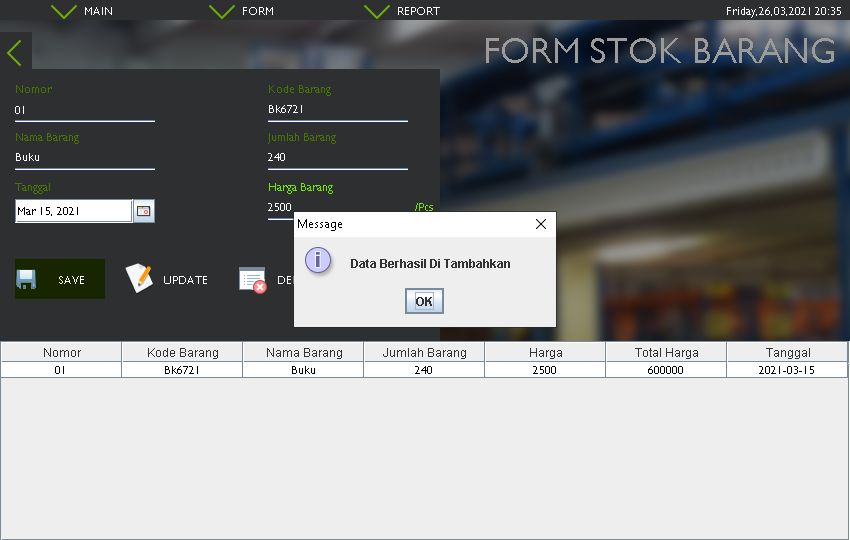 MAIN FORM REPORT Friday,26,03,2021 20:35
FORM STOK BARANG
Nomor Kode Barang
01 Bk6721
Nama Barang Jumlah Barang
Buku 240
Tanggal Harga Barang
Mar 15, 2021 2500 /Pcs
Message
Data Berhasil Di Tambahkan
OK
SAVE UPDATE
Nomor Kode Barang Nama Barang Jumlah Barang Harga Total Harga Tanggal
01 Bk6721 Buku 240 2500 600000 2021-03-15